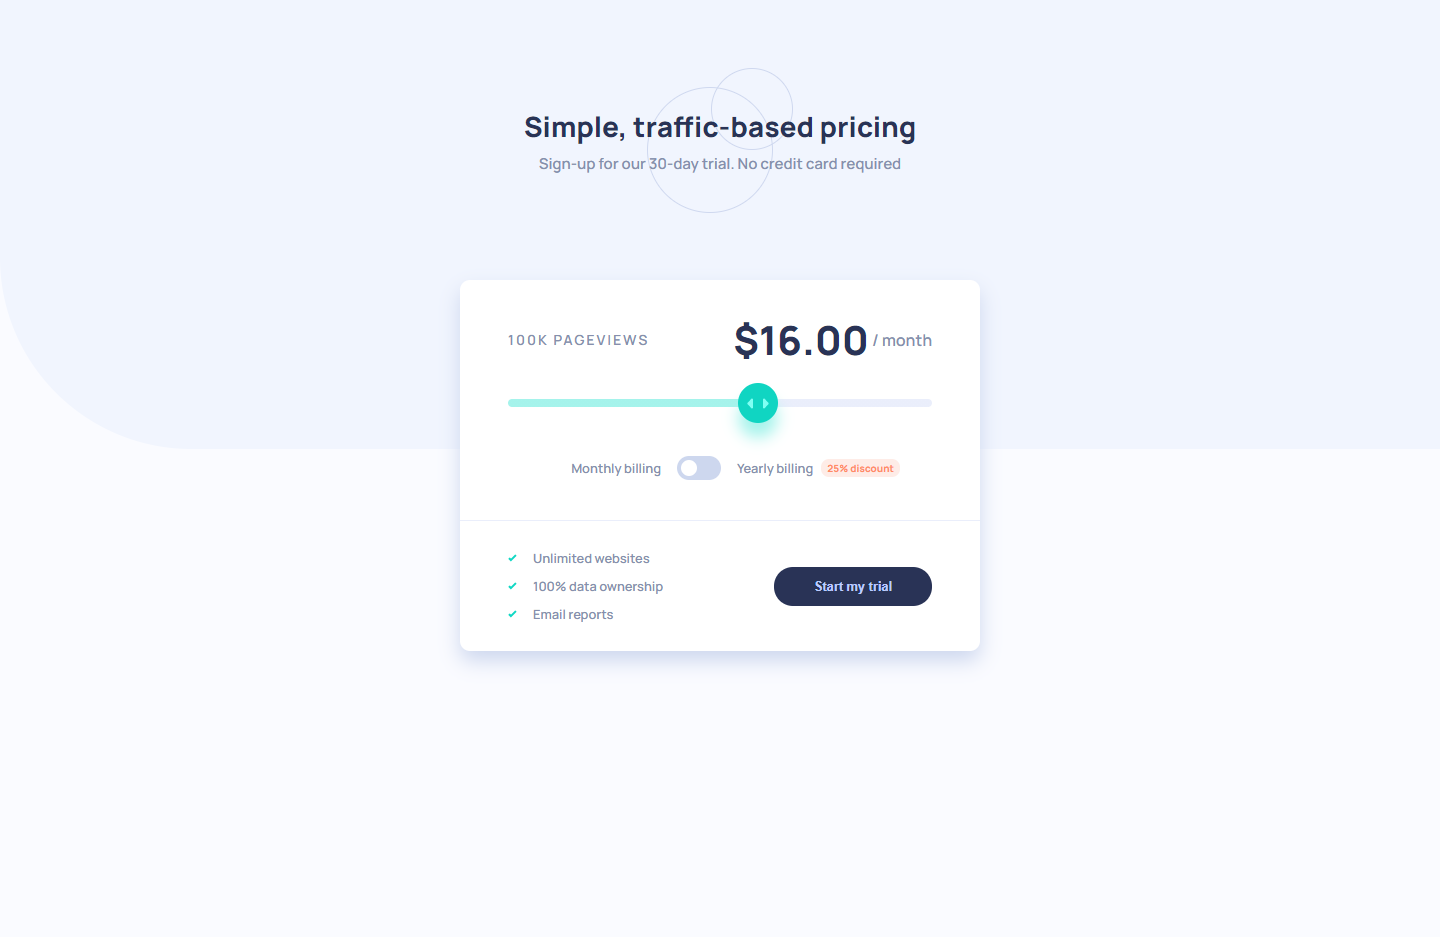 Simple, traffic-based pricing
Sign-up for our 30-day trial. No credit card required
100K PAGEVIEWS
$16.00 / month
Monthly billing
Yearly billing
25% discount
Unlimited websites
100% data ownership
Email reports
Start my trial